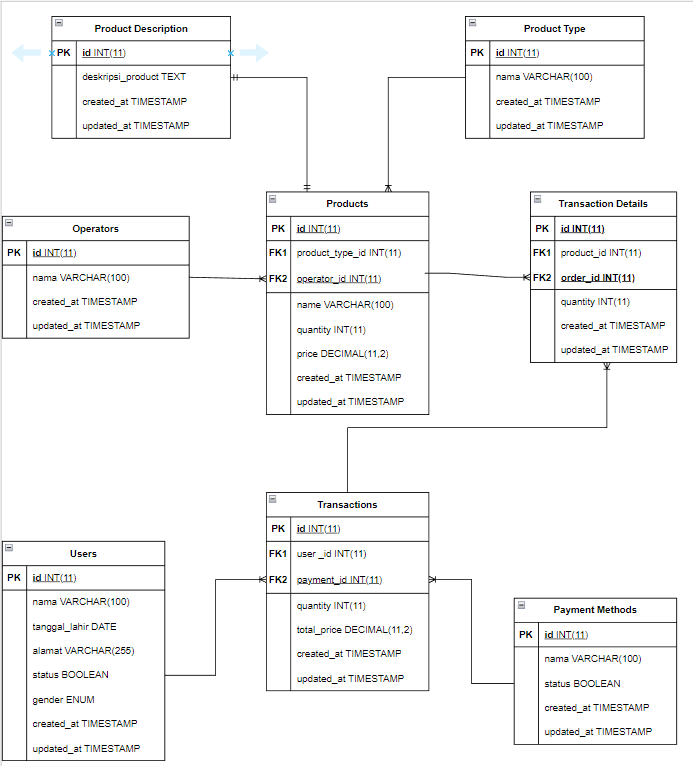 Product Description
PK id INT(11)
deskripsi_product TEXT
created_at TIMESTAMP
updated_at TIMESTAMP
Product Type
PK id INT(11)
nama VARCHAR(100)
created_at TIMESTAMP
updated_at TIMESTAMP
Operators
PK id INT(11)
nama VARCHAR(100)
created_at TIMESTAMP
updated_at TIMESTAMP
Products
PK id INT(11)
FK1 product_type_id INT(11)
FK2 operator_id INT(11)
name VARCHAR(100)
quantity INT(11)
price DECIMAL(11,2)
created_at TIMESTAMP
updated_at TIMESTAMP
Transaction Details
PK id INT(11)
FK1 product_id INT(11)
FK2 order_id INT(11)
quantity INT(11)
created_at TIMESTAMP
updated_at TIMESTAMP
Transactions
PK id INT(11)
FK1 user _id INT(11)
FK2 payment_id INT(11)
quantity INT(11)
total_price DECIMAL(11,2)
created_at TIMESTAMP
updated_at TIMESTAMP
Users
PK id INT(11)
nama VARCHAR(100)
tanggal_lahir DATE
alamat VARCHAR(255)
status BOOLEAN
gender ENUM
created_at TIMESTAMP
updated_at TIMESTAMP
Payment Methods
PK id INT(11)
nama VARCHAR(100)
status BOOLEAN
created_at TIMESTAMP
updated_at TIMESTAMP